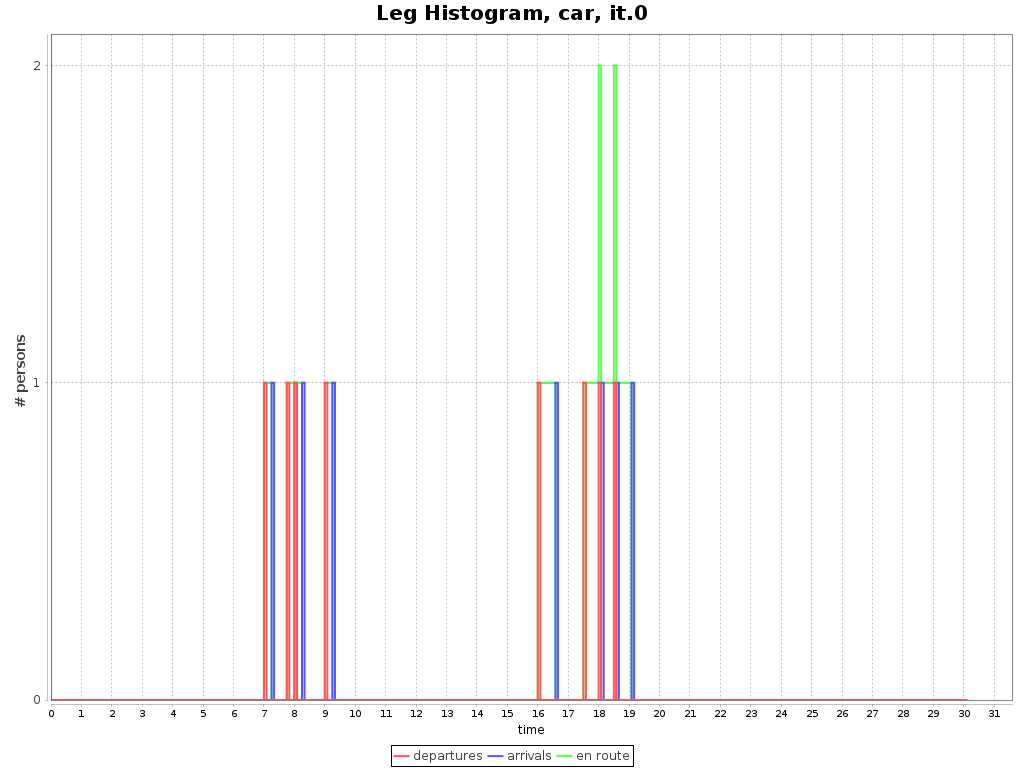 Leg Histogram, car, it.0
# persons
2
1
0
0 1 2 3 4 5 6 7 8 9 10 11 12 13 14 15 16 17 18 19 20 21 22 23 24 25 26 27 28 29 30 31
time
departures arrivals en route